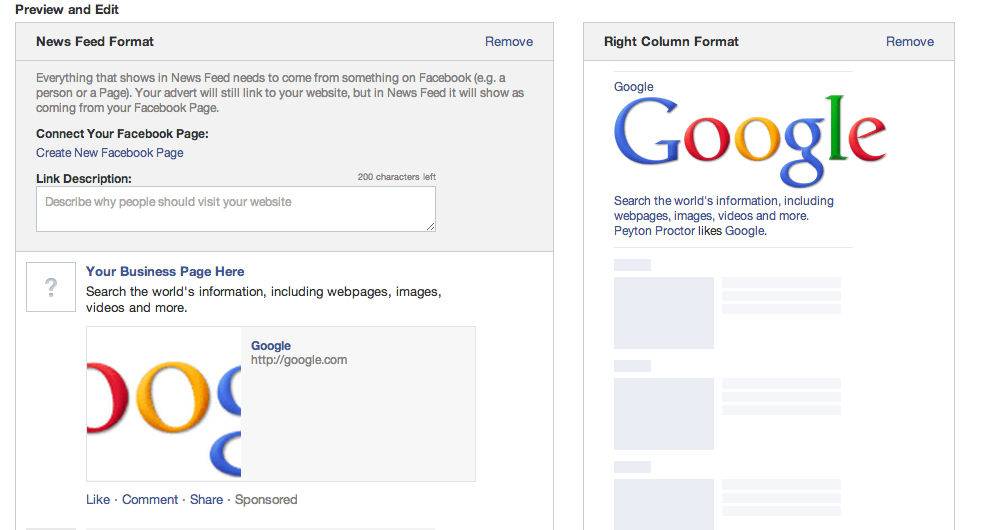 Preview and Edit
News Feed Format
Remove
Everything that shows in News Feed needs to come from something on Facebook (e.g. a
person or a Page). Your advert will still link to your website, but in News Feed it will show as
coming from your Facebook Page.
Connect Your Facebook Page:
Create New Facebook Page
Link Description:
200 characters left
Describe why people should visit your website
?
Your Business Page Here
Search the world's information, including webpages, images,
videos and more.
oog
Google
http://google.com
Like · Comment · Share · Sponsored
Right Column Format
Remove
Google
Google
Search the world's information, including
webpages, images, videos and more.
Peyton Proctor likes Google.